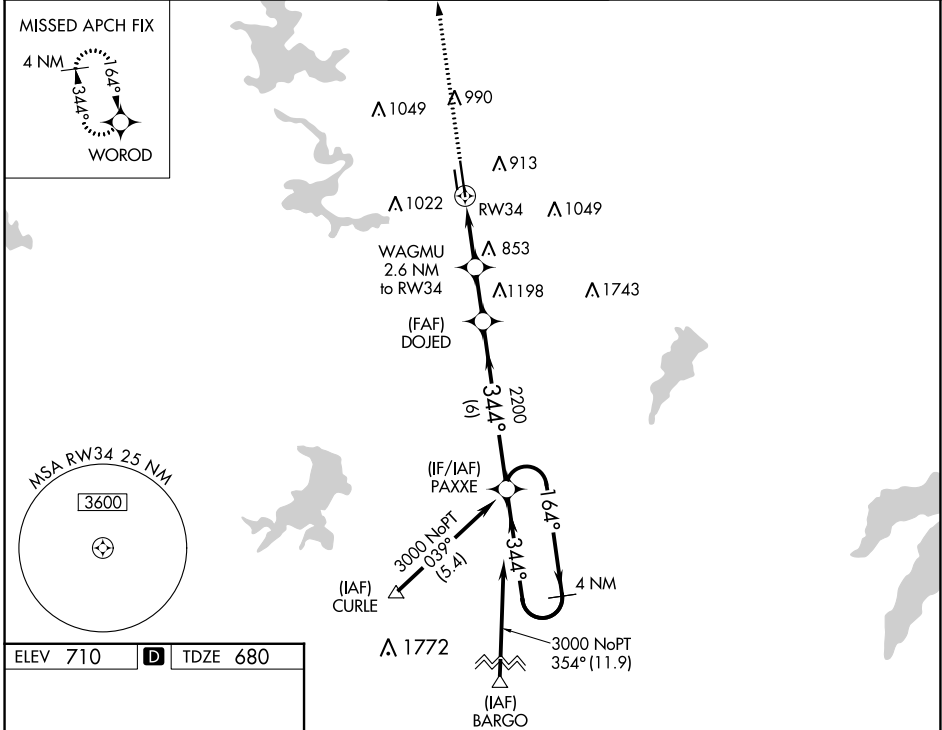 MISSED APCH FIX
4 NM
164°
344°
WOROD
1049
990
913
1022
RW34
1049
WAGMU
2.6 NM
to RW34
853
1198
1743
(FAF)
DOJED
2200
344°
(6)
MSA RW34 25 NM
3600
(IF/IAF)
PAXXE
164°
344°
4 NM
3000 NoPT
039°
(5.4)
(IAF)
CURLE
3000 NoPT
354° (11.9)
1772
(IAF)
BARGO
ELEV 710 D TDZE 680